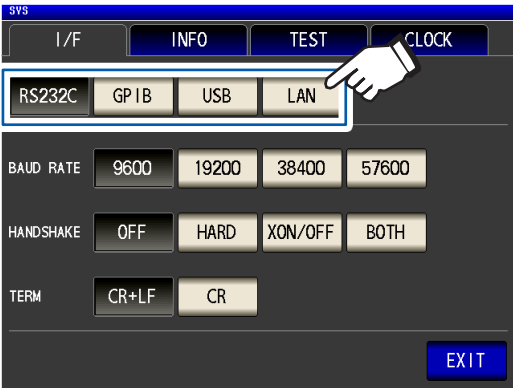 SYS
I/F INFO TEST CLOCK
RS232C GPIB USB LAN
BAUD RATE 9600 19200 38400 57600
HANDSHAKE OFF HARD XON/OFF BOTH
TERM CR+LF CR
EXIT